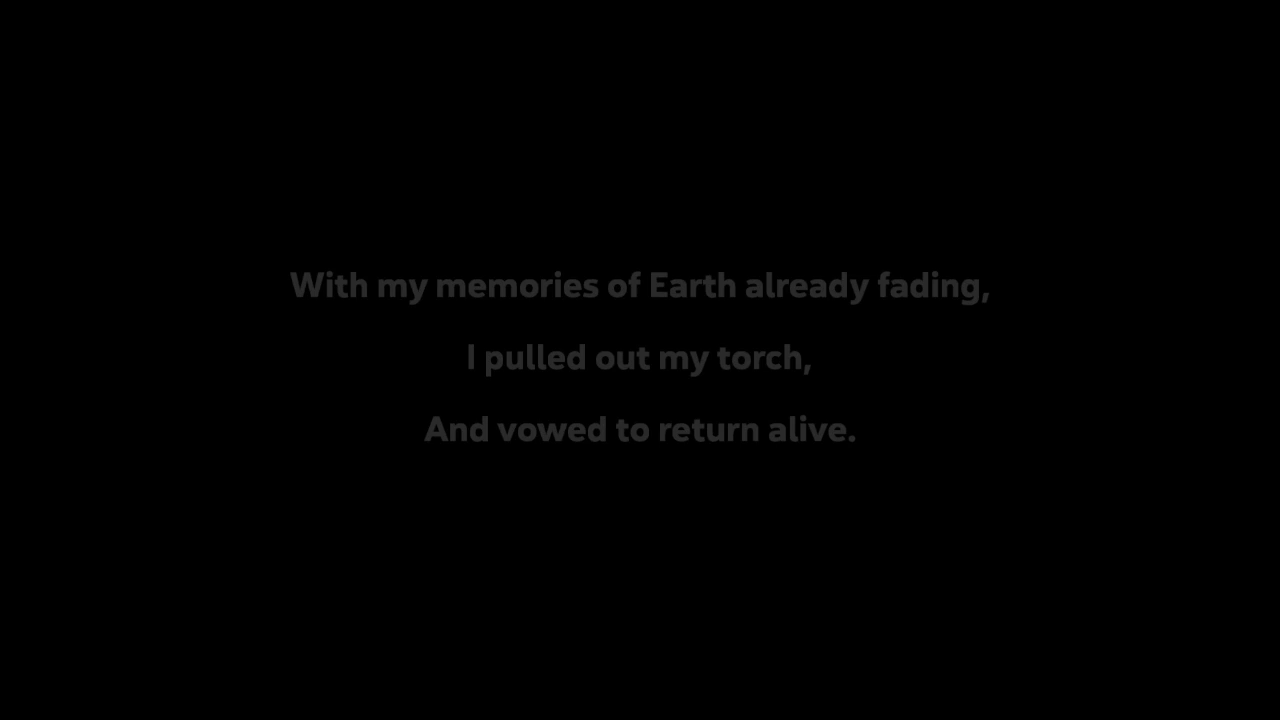 With my memories of Earth already fading,
I pulled out my torch,
And vowed to return alive.